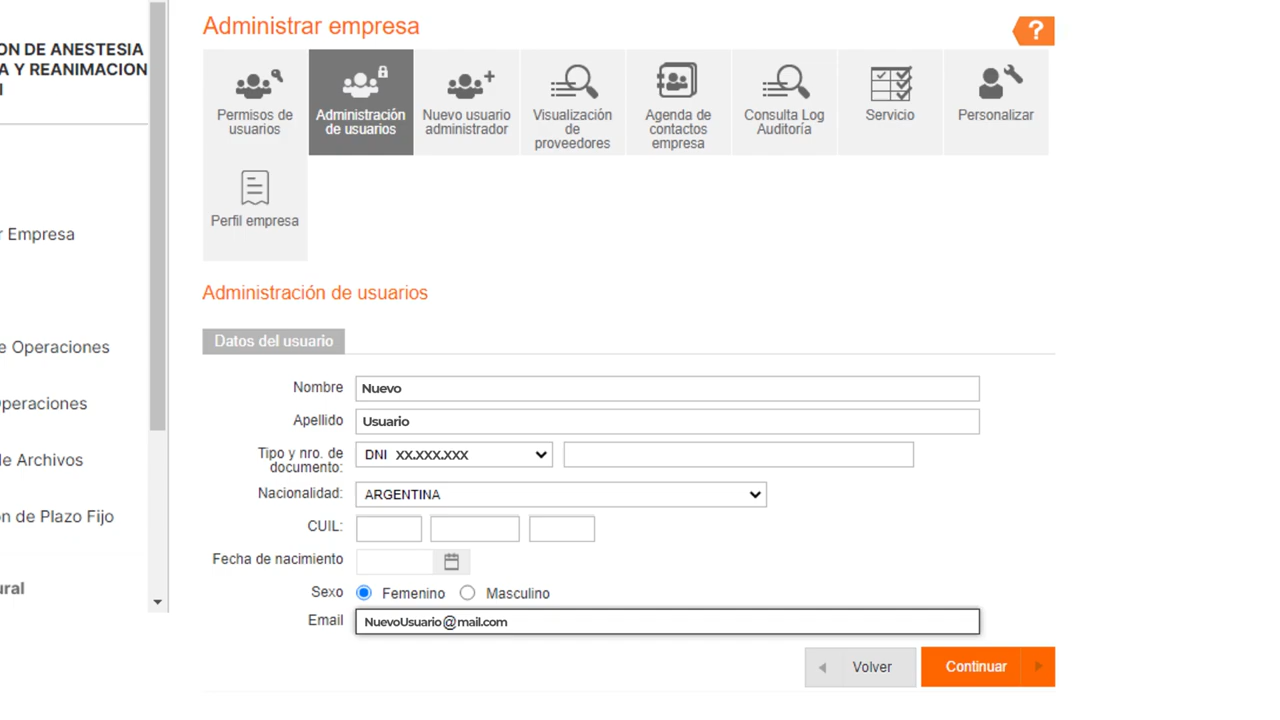 ON DE ANESTESIA
A Y REANIMACION
r Empresa
e Operaciones
Operaciones
de Archivos
n de Plazo Fijo
ural
Administrar empresa
?
Permisos de
usuarios
Administración
de usuarios
Nuevo usuario
administrador
Visualización
de
proveedores
Agenda de
contactos
empresa
Consulta Log
Auditoría
Servicio
Personalizar
Perfil empresa
Administración de usuarios
Datos del usuario
Nombre
Nuevo
Apellido
Usuario
Tipo y nro. de
documento:
DNI XX.XXX.XXX
Nacionalidad:
ARGENTINA
CUIL:
Fecha de nacimiento
Sexo
Femenino
Masculino
Email
NuevoUsuario@mail.com
Volver
Continuar